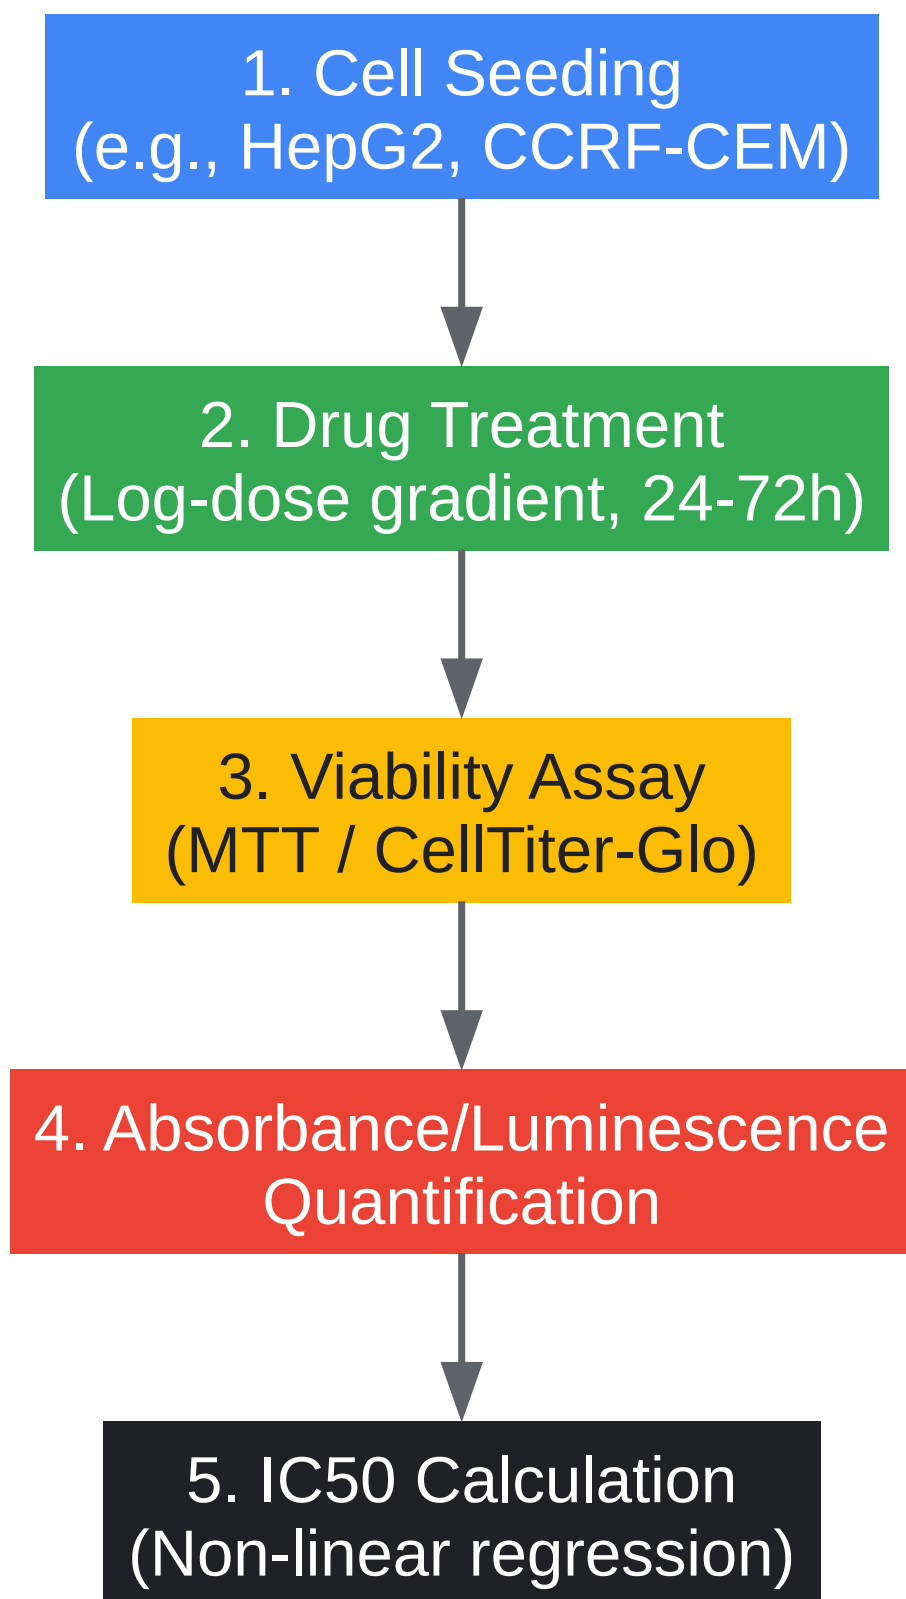 1. Cell Seeding
(e.g., HepG2, CCRF-CEM)
2. Drug Treatment
(Log-dose gradient, 24-72h)
3. Viability Assay
(MTT / CellTiter-Glo)
4. Absorbance/Luminescence
Quantification
5. IC50 Calculation
(Non-linear regression)